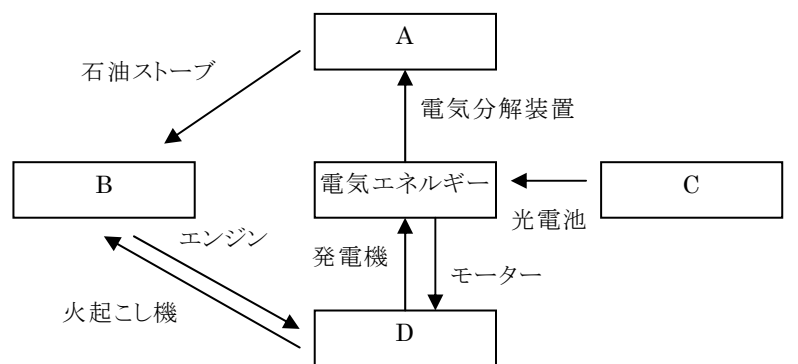 A
石油ストーブ
電気分解装置
B
電気エネルギー
C
光電池
エンジン
発電機
モーター
火起こし機
D